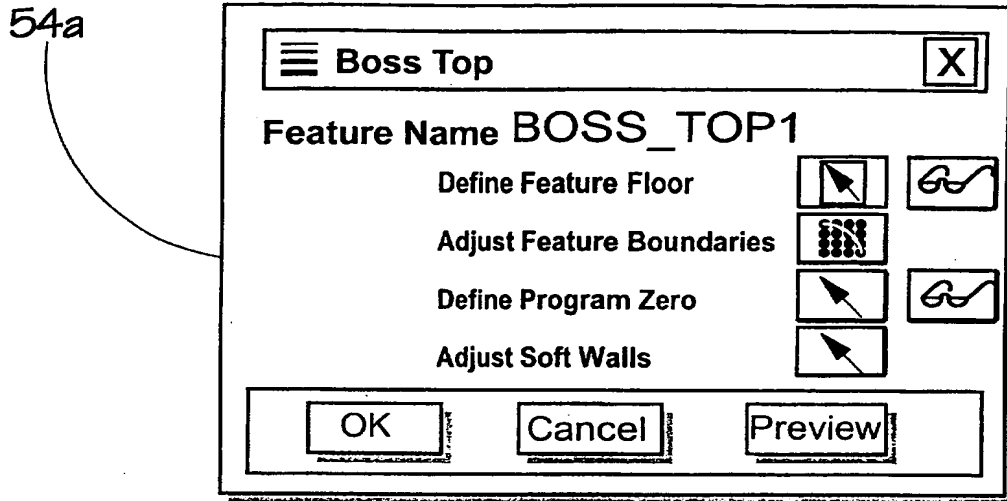 54a
Boss Top X
Feature Name BOSS_TOP1
Define Feature Floor
Adjust Feature Boundaries
Define Program Zero
Adjust Soft Walls
OK Cancel Preview